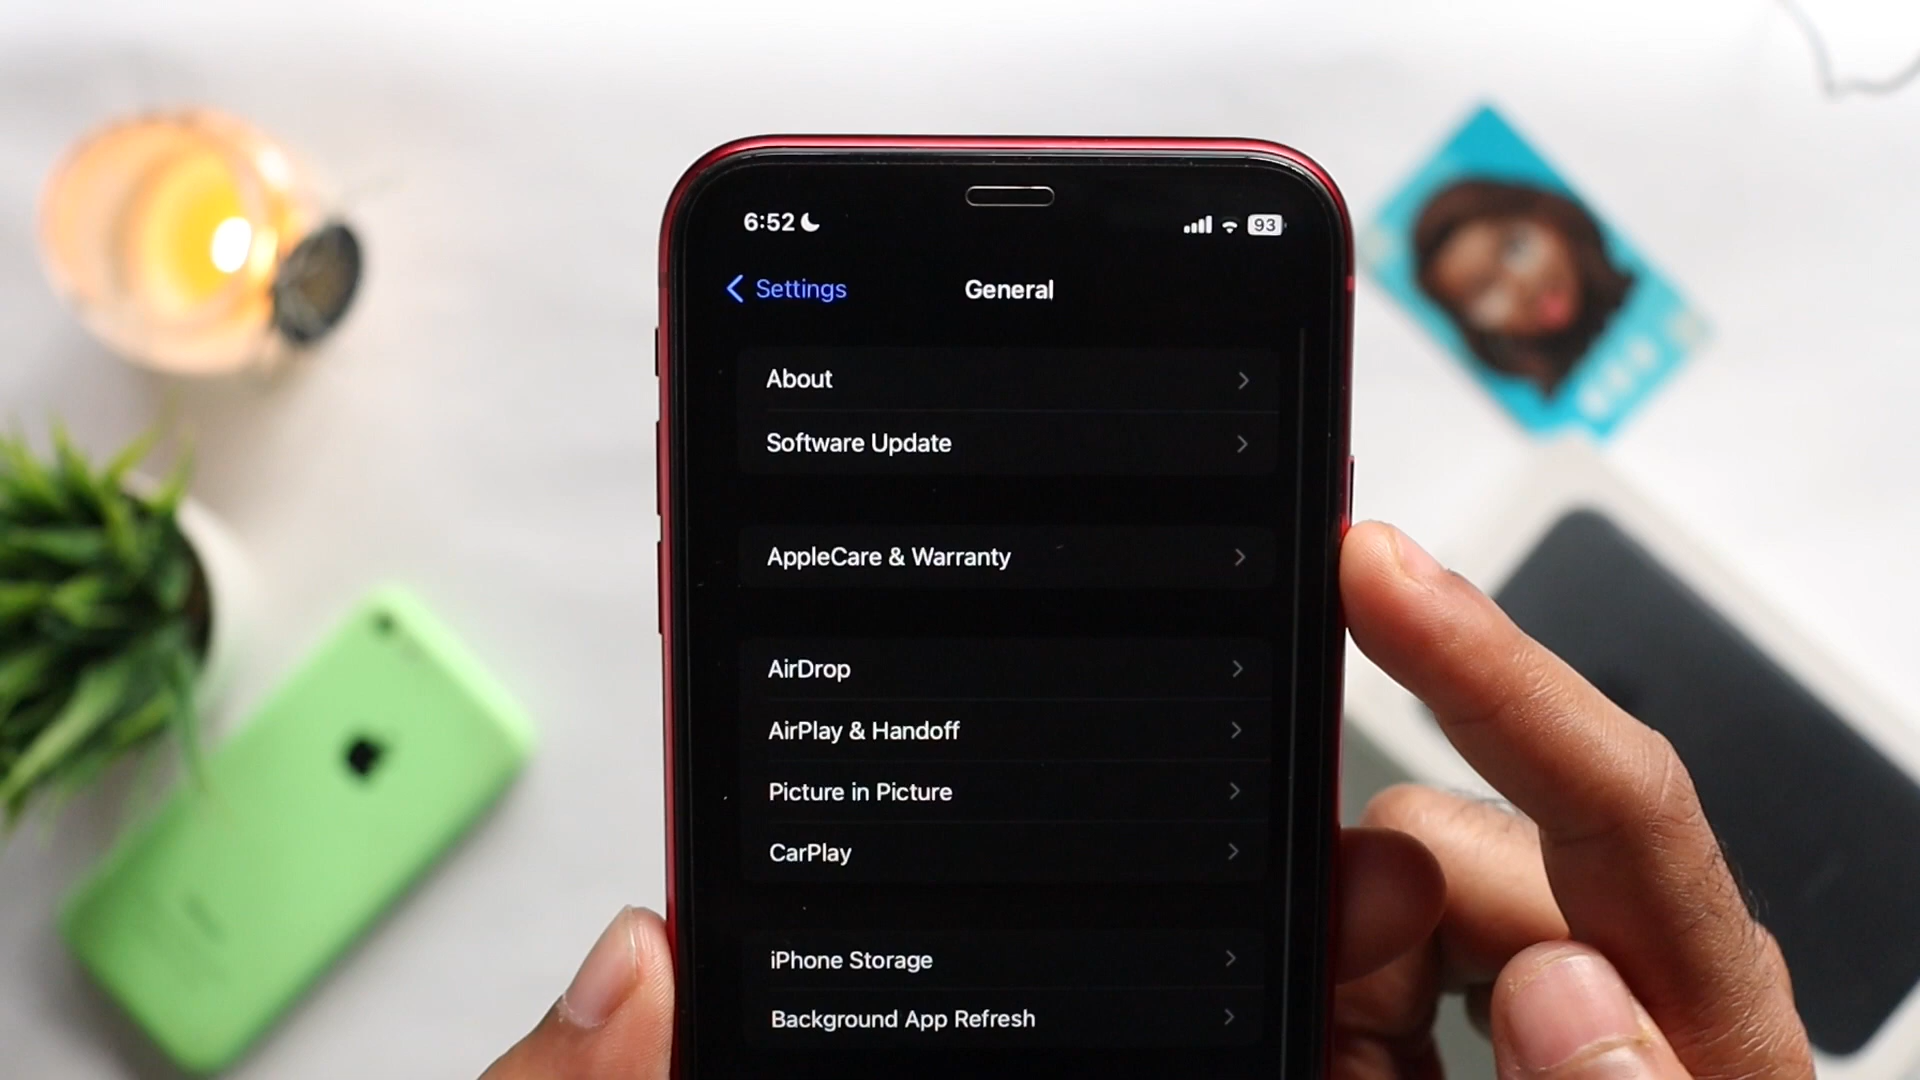 6:52
93
Settings
General
About
Software Update
AppleCare & Warranty
AirDrop
AirPlay & Handoff
Picture in Picture
CarPlay
iPhone Storage
Background App Refresh